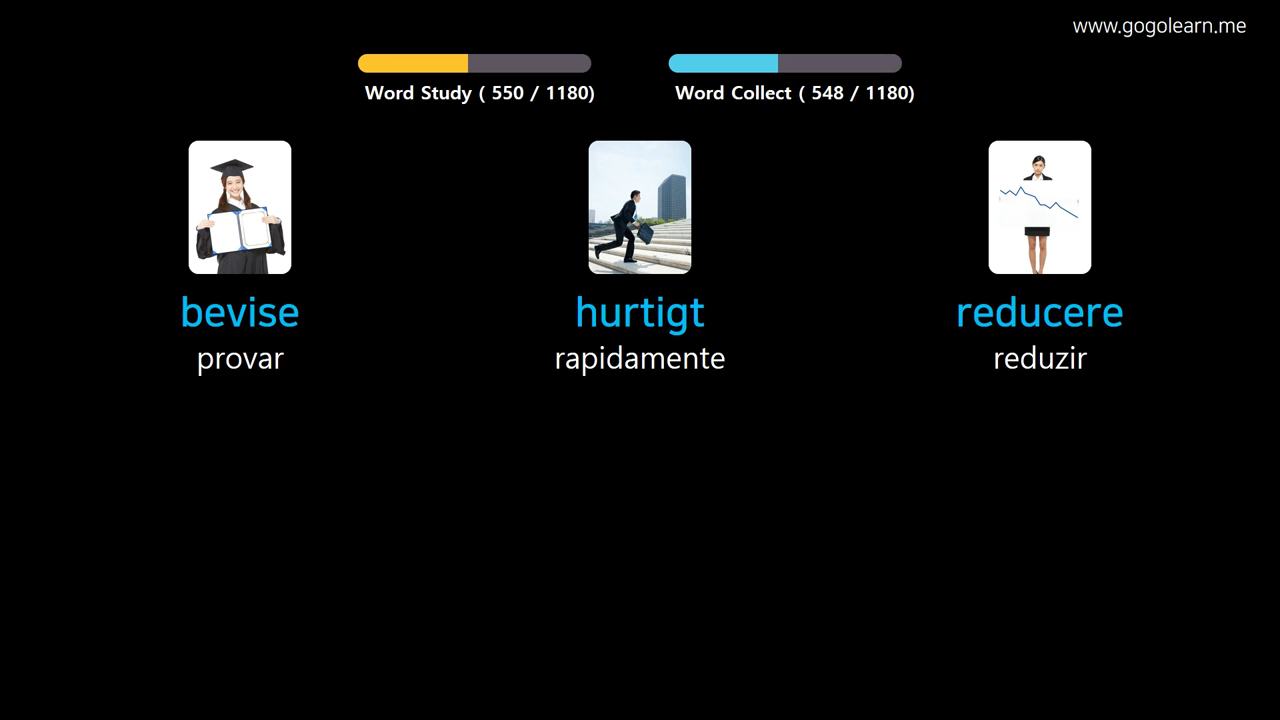 www.gogolearn.me
Word Study ( 550 / 1180)
Word Collect ( 548 / 1180)
bevise
provar
hurtigt
rapidamente
reducere
reduzir